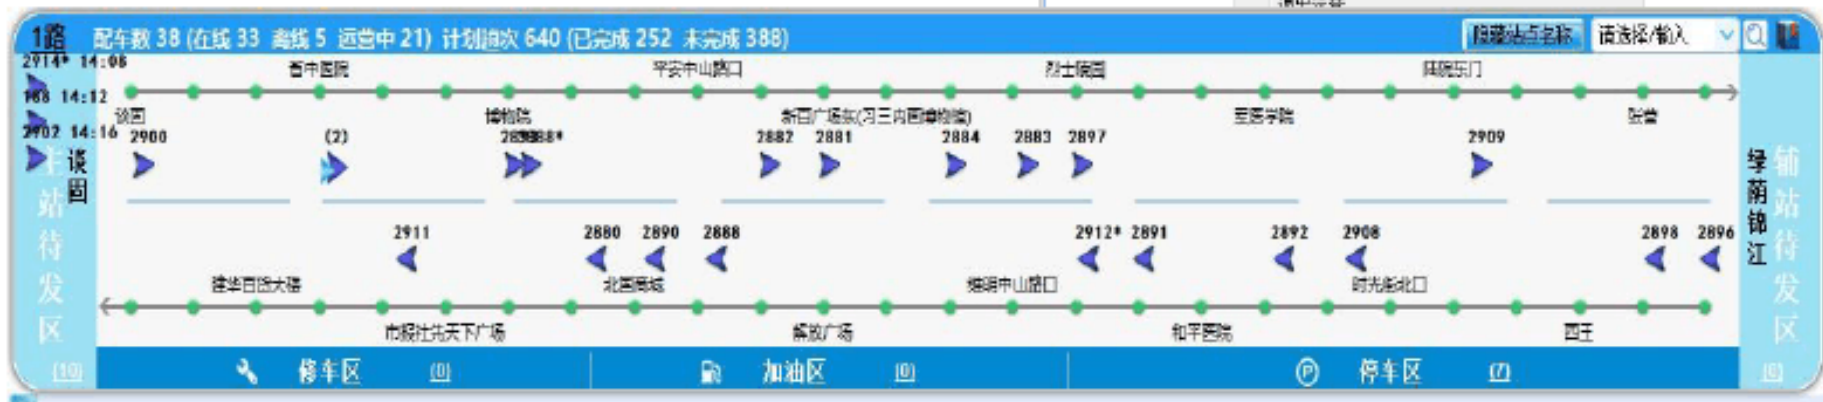 1路 配车数 38 (在线 33 离线 5 运营中 21) 计划趟次 640 (已完成 252 未完成 388)
隐藏站点名称 请选择/输入
2914* 14:08
188 14:12
2902 14:16
省中医院 平安中山路口 烈士陵园 陆院东门
谈固 博物院 新百广场东(习三内画博物馆) 至医学院 张营
2900 (2) 2882 2881 2884 2883 2897 2909
谈固
主站待发区
(10)
绿荫锦江
辅站待发区
2911 2880 2890 2888 2912* 2891 2892 2908 2898 2896
建华百货大楼 北国商城 维明中山路口 时光街北口
市报社先天下广场 解放广场 和平医院 西王
修车区 (0) 加油区 (0) 停车区 (7)